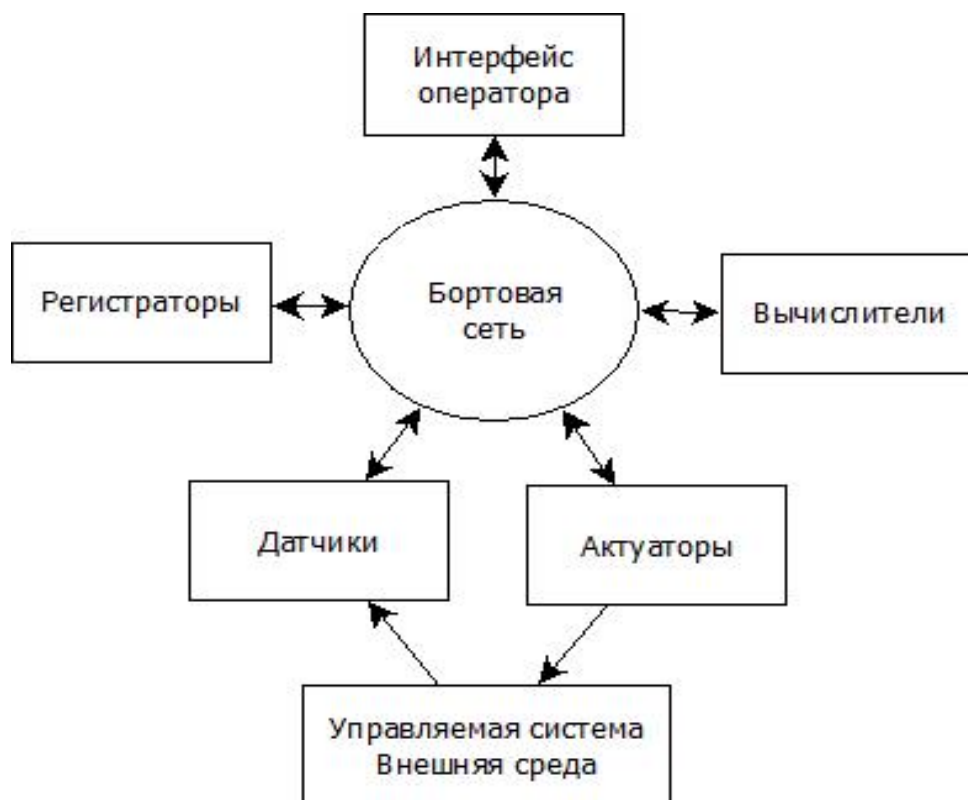 Интерфейс
оператора
Регистраторы
Бортовая
сеть
Вычислители
Датчики
Актуаторы
Управляемая система
Внешняя среда